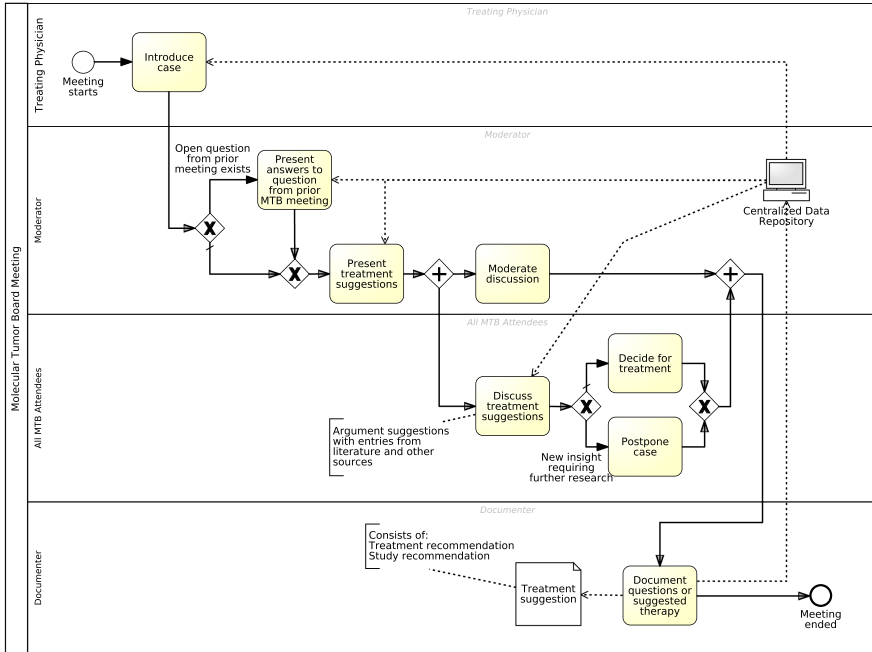 Molecular Tumor Board Meeting
Treating Physician
Treating Physician
Meeting
starts
Introduce
case
Moderator
Moderator
Open question
from prior
meeting exists
Present
answers to
question
from prior
MTB meeting
Centralized Data
Repository
Present
treatment
suggestions
Moderate
discussion
All MTB Attendees
All MTB Attendees
Decide for
treatment
Discuss
treatment
suggestions
Argument suggestions
with entries from
literature and other
sources
Postpone
case
New insight
requiring
further research
Documenter
Documenter
Consists of:
Treatment recommendation
Study recommendation
Treatment
suggestion
Document
questions or
suggested
therapy
Meeting
ended